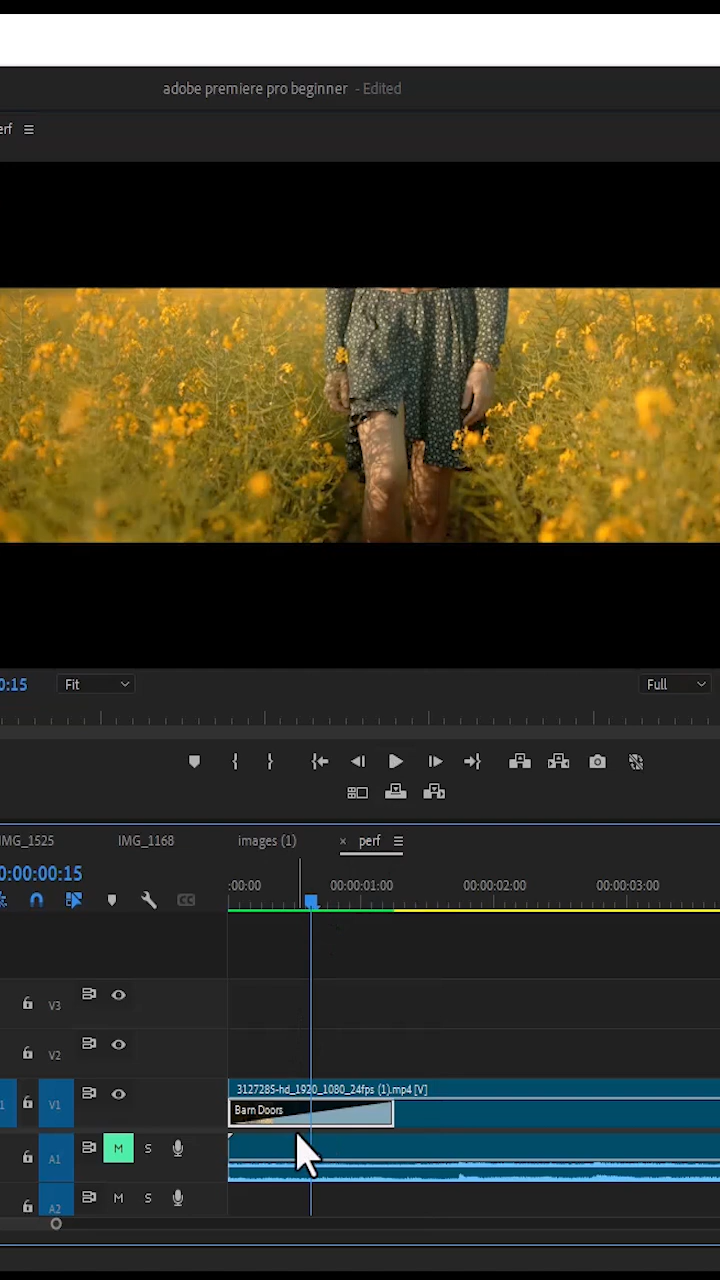 adobe premiere pro beginner - Edited
erf
0:15 Fit Full
IMG_1525 IMG_1168 images (1) × perf
0:00:00:15
:00:00 00:00:01:00 00:00:02:00 00:00:03:00
V3
V2
3127285-hd_1920_1080_24fps (1).mp4 [V]
1 V1
Barn Doors
A1 M S
A2 M S